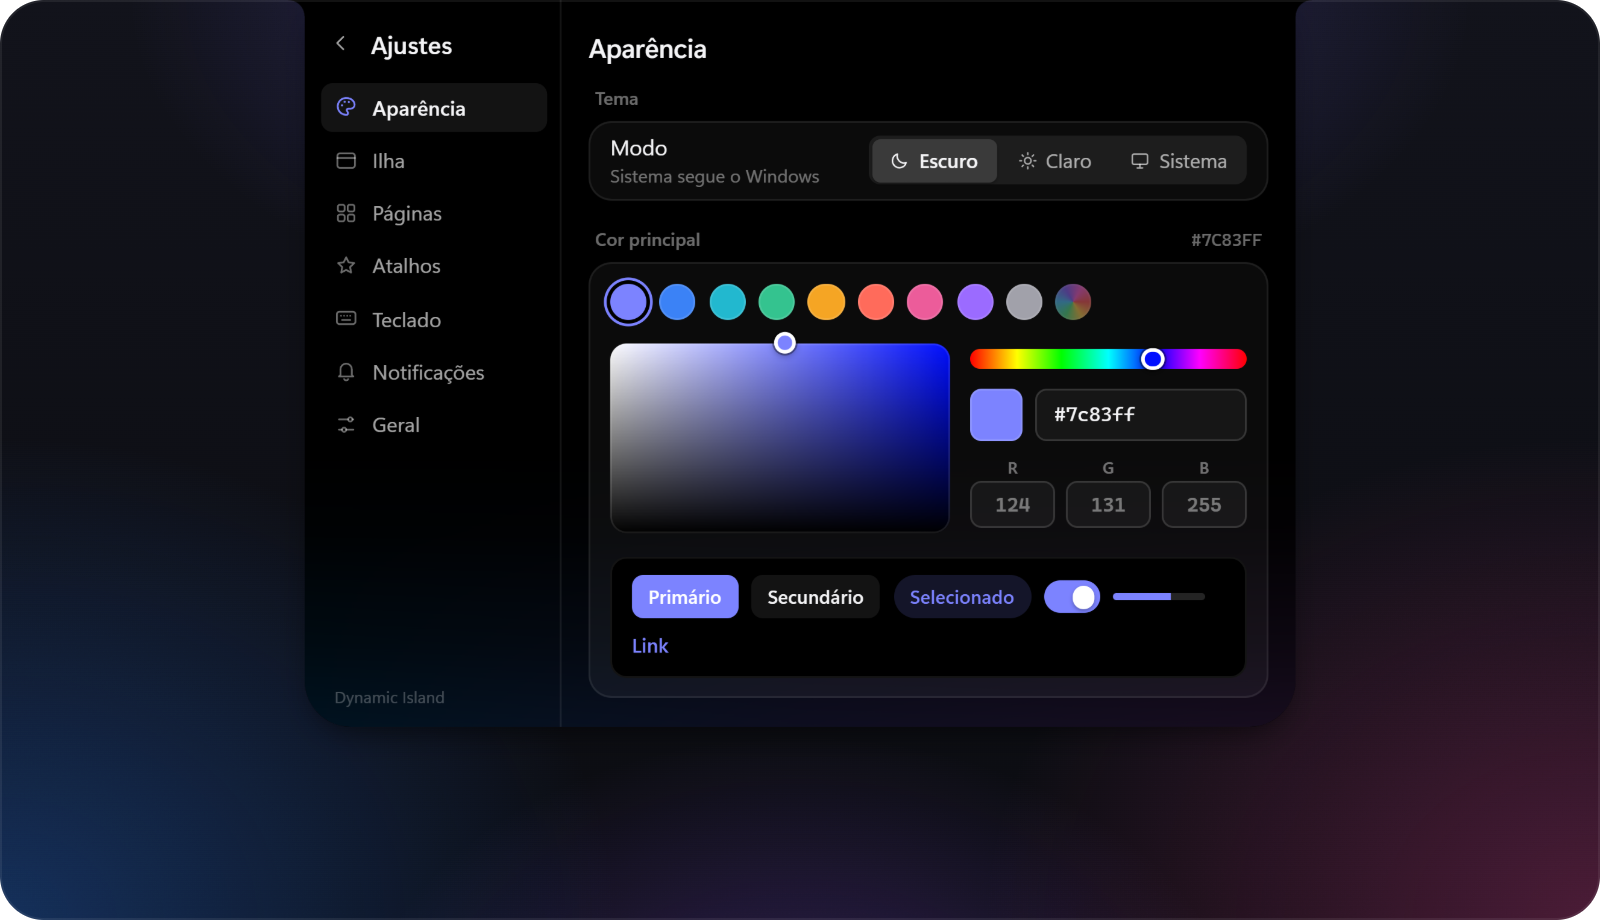 Ajustes
Aparência
Ilha
Páginas
Atalhos
Teclado
Notificações
Geral
Dynamic Island
Aparência
Tema
Modo
Sistema segue o Windows
Escuro
Claro
Sistema
Cor principal
#7C83FF
#7c83ff
R G B
124 131 255
Primário
Secundário
Selecionado
Link